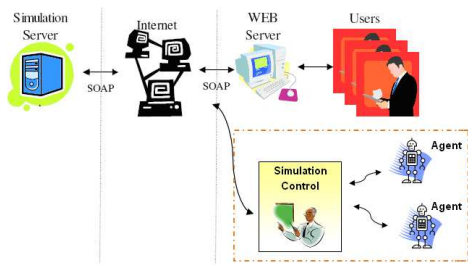 Simulation
Server
Internet
WEB
Server
Users
SOAP
SOAP
Agent
Simulation
Control
Agent